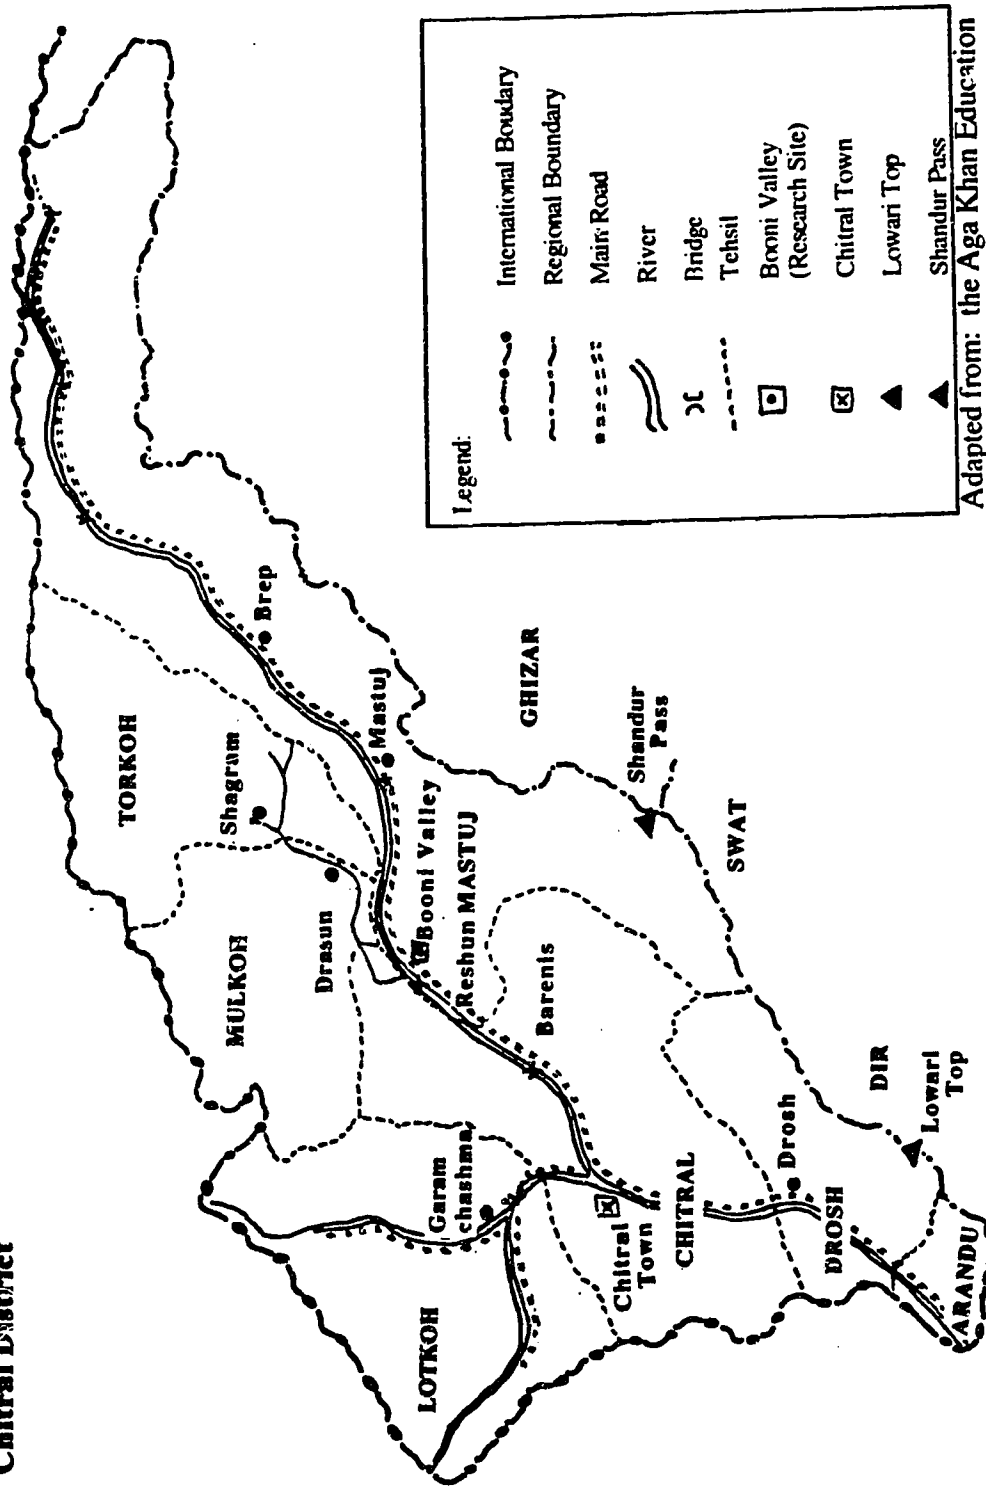 Chitral District
TORKOH
Shagram
MULKOH
Drasun
Brep
Mastuj
Booni Valley
Reshun MASTUJ
GHIZAR
Shandur
Pass
SWAT
Barenis
Garam
chashma
LOTKOH
Chitral
Town
CHITRAL
Drosh
DROSH
DIR
Lowari
Top
ARANDU
Legend:
International Boudary
Regional Boundary
Main Road
River
Bridge
Tehsil
Booni Valley
(Research Site)
Chitral Town
Lowari Top
Shandur Pass
Adapted from: the Aga Khan Education